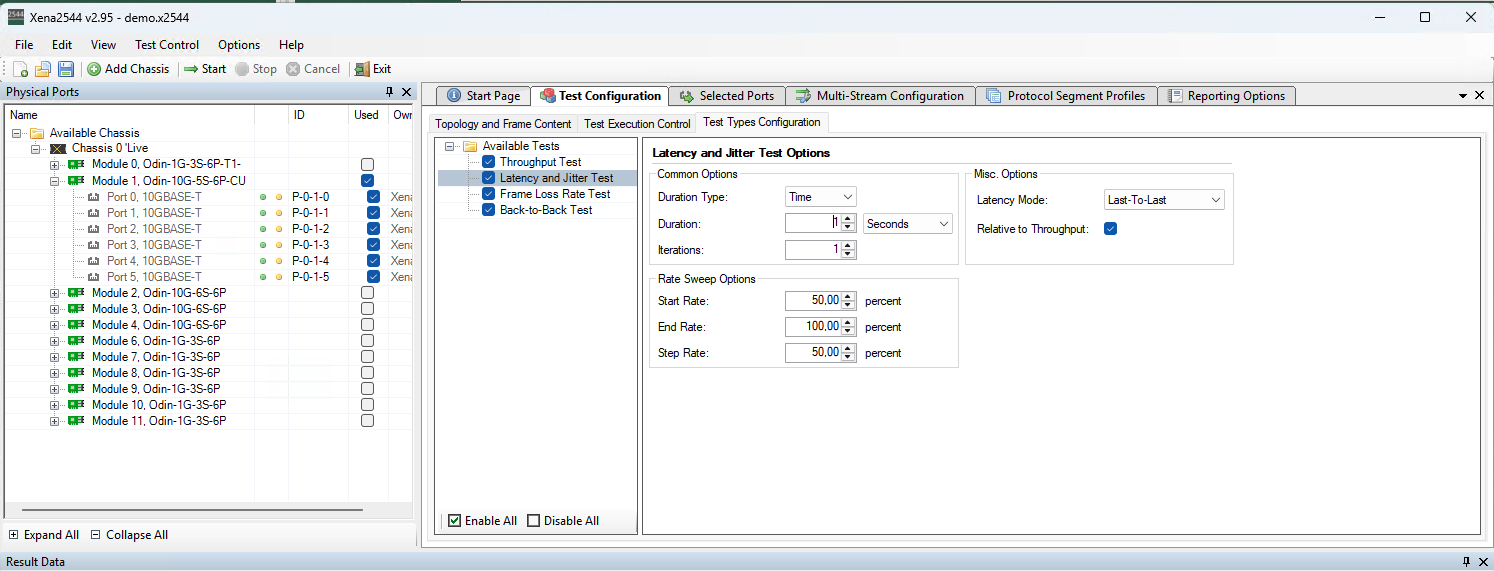 2544 Xena2544 v2.95 - demo.x2544
File Edit View Test Control Options Help
Add Chassis Start Stop Cancel Exit
Physical Ports
Name ID Used Own
Available Chassis
Chassis 0 'Live
Module 0, Odin-1G-3S-6P-T1-
Module 1, Odin-10G-5S-6P-CU
Port 0, 10GBASE-T P-0-1-0 Xena
Port 1, 10GBASE-T P-0-1-1 Xena
Port 2, 10GBASE-T P-0-1-2 Xena
Port 3, 10GBASE-T P-0-1-3 Xena
Port 4, 10GBASE-T P-0-1-4 Xena
Port 5, 10GBASE-T P-0-1-5 Xena
Module 2, Odin-10G-6S-6P
Module 3, Odin-10G-6S-6P
Module 4, Odin-10G-6S-6P
Module 6, Odin-1G-3S-6P
Module 7, Odin-1G-3S-6P
Module 8, Odin-1G-3S-6P
Module 9, Odin-1G-3S-6P
Module 10, Odin-1G-3S-6P
Module 11, Odin-1G-3S-6P
Expand All Collapse All
Start Page Test Configuration Selected Ports Multi-Stream Configuration Protocol Segment Profiles Reporting Options
Topology and Frame Content Test Execution Control Test Types Configuration
Available Tests
Throughput Test
Latency and Jitter Test
Frame Loss Rate Test
Back-to-Back Test
Enable All Disable All
Latency and Jitter Test Options
Common Options
Duration Type: Time
Duration: 1 Seconds
Iterations: 1
Misc. Options
Latency Mode: Last-To-Last
Relative to Throughput:
Rate Sweep Options
Start Rate: 50,00 percent
End Rate: 100,00 percent
Step Rate: 50,00 percent
Result Data